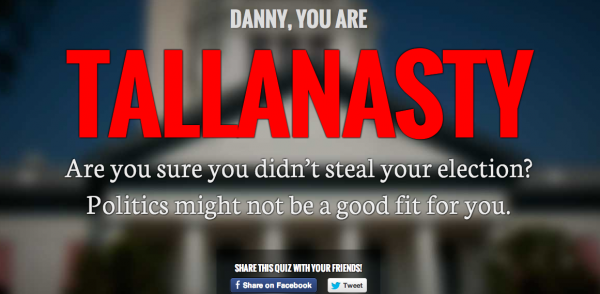 DANNY, YOU ARE
TALLANASTY
Are you sure you didn't steal your election?
Politics might not be a good fit for you.
SHARE THIS QUIZ WITH YOUR FRIENDS!
f Share on Facebook Tweet